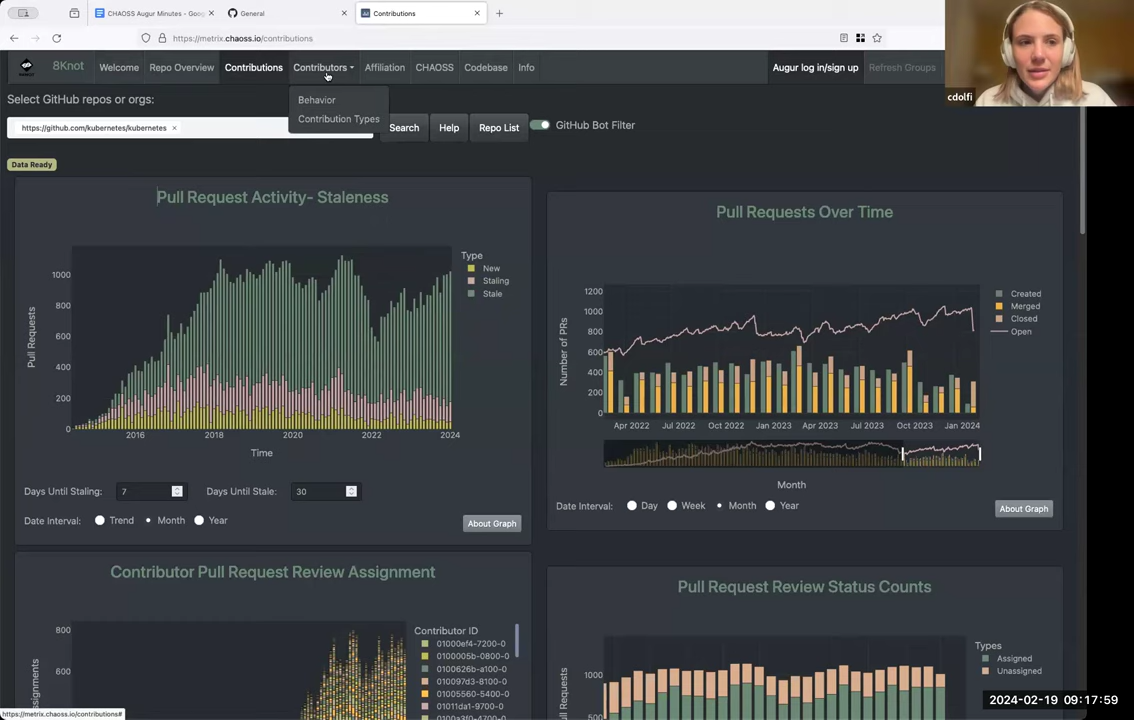 CHAOSS Augur Minutes - Goog
General
Contributions
https://metrix.chaoss.io/contributions
8Knot
Welcome
Repo Overview
Contributions
Contributors
Affiliation
CHAOSS
Codebase
Info
Augur log in/sign up
Refresh Groups
cdolfi
Behavior
Contribution Types
Select GitHub repos or orgs:
https://github.com/kubernetes/kubernetes
Search
Help
Repo List
GitHub Bot Filter
Data Ready
Pull Request Activity- Staleness
Type
New
Staling
Stale
Pull Requests
1000
800
600
400
200
0
2016
2018
2020
2022
2024
Time
Days Until Staling:
7
Days Until Stale:
30
Date Interval:
Trend
Month
Year
About Graph
Pull Requests Over Time
Number of PRs
1200
1000
800
600
400
200
0
Created
Merged
Closed
Open
Apr 2022
Jul 2022
Oct 2022
Jan 2023
Apr 2023
Jul 2023
Oct 2023
Jan 2024
Month
Date Interval:
Day
Week
Month
Year
About Graph
Contributor Pull Request Review Assignment
800
600
Contributor ID
01000ef4-7200-0
0100005b-0800-0
0100626b-a100-0
010097d3-8100-0
01005560-5400-0
01011da1-9700-0
Pull Request Review Status Counts
1000
Types
Assigned
Unassigned
https://metrix.chaoss.io/contributions#
2024-02-19 09:17:59